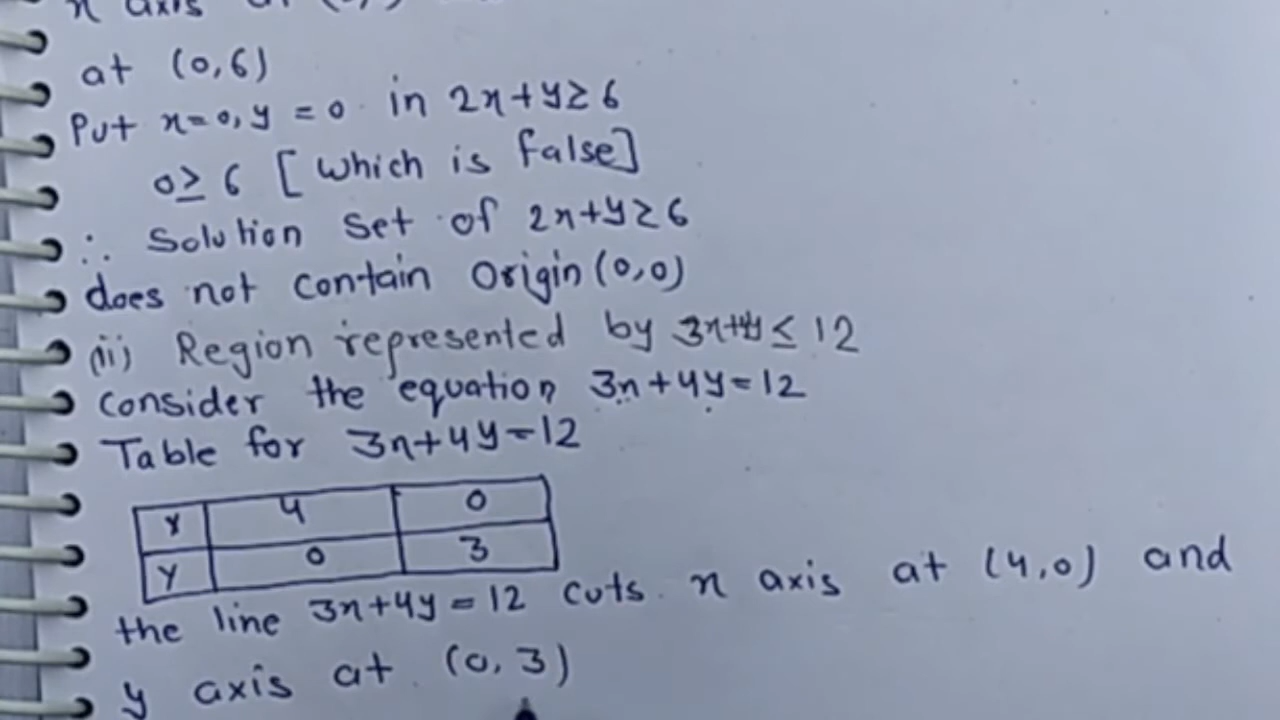 x axis at
at (0,6)
Put x=0, y=0 in 2x+y≥6
0≥6 [which is false]
∴ Solution set of 2x+y≥6
does not contain origin (0,0)
(ii) Region represented by 3x+4y≤12
Consider the equation 3x+4y=12
Table for 3x+4y=12
x 4 0
y 0 3
the line 3x+4y=12 cuts x axis at (4,0) and
y axis at (0,3)